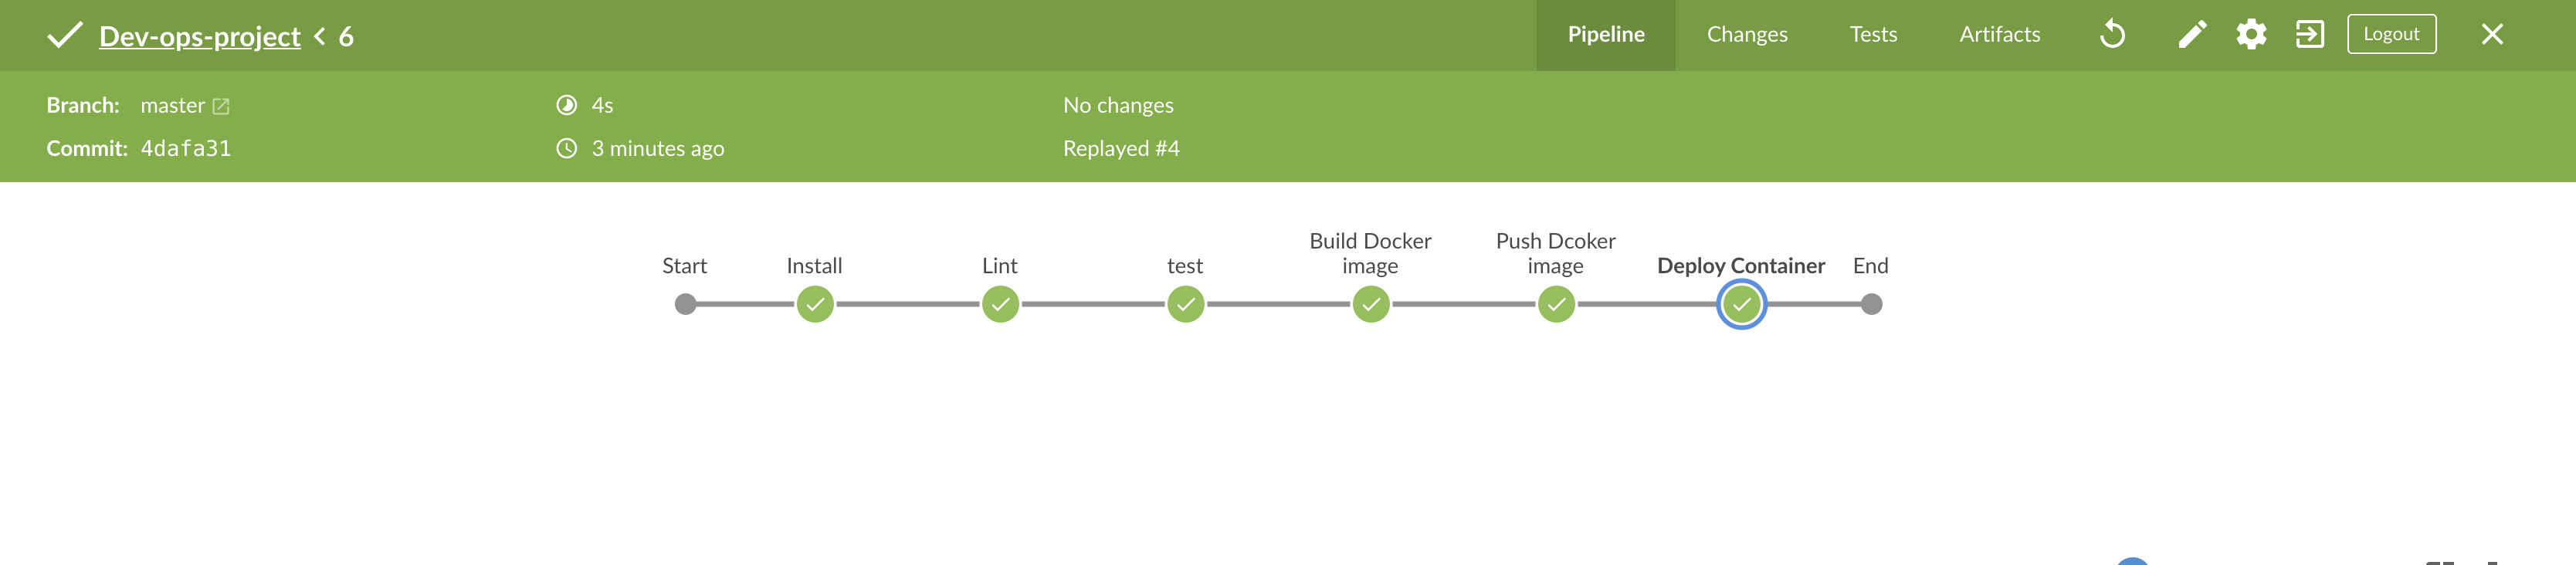 Dev-ops-project < 6
Pipeline
Changes
Tests
Artifacts
Logout
Branch: master
4s
No changes
Commit: 4dafa31
3 minutes ago
Replayed #4
Start
Install
Lint
test
Build Docker
image
Push Dcoker
image
Deploy Container
End